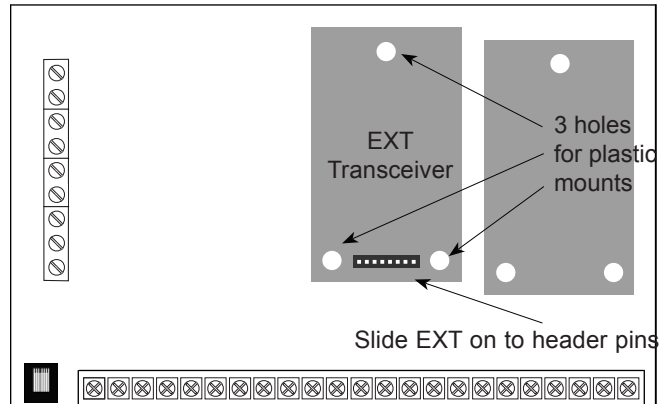 EXT
Transceiver
3 holes
for plastic
mounts
Slide EXT on to header pins